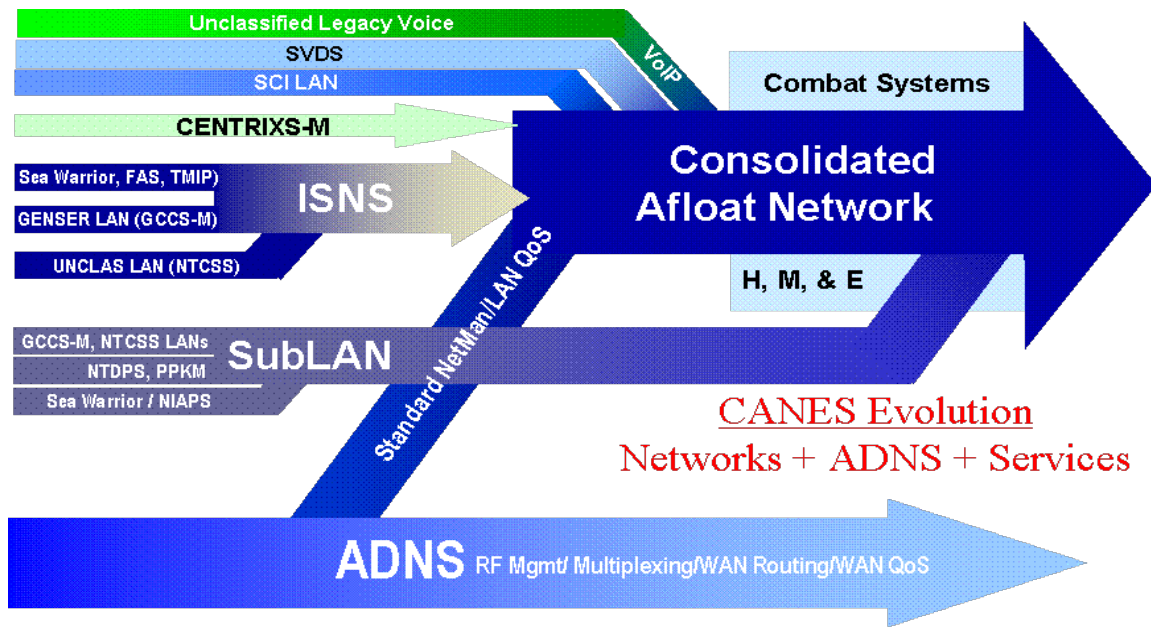 Unclassified Legacy Voice
SVDS
SCI LAN
VoIP
Combat Systems
CENTRIXS-M
Consolidated
Afloat Network
Sea Warrior, FAS, TMIP)
ISNS
GENSER LAN (GCCS-M)
UNCLAS LAN (NTCSS)
H, M, & E
Standard NetMan/LAN QoS
GCCS-M, NTCSS LANs
SubLAN
NTDPS, PPKM
Sea Warrior / NIAPS
CANES Evolution
Networks + ADNS + Services
ADNS RF Mgmt/ Multiplexing/WAN Routing/WAN QoS